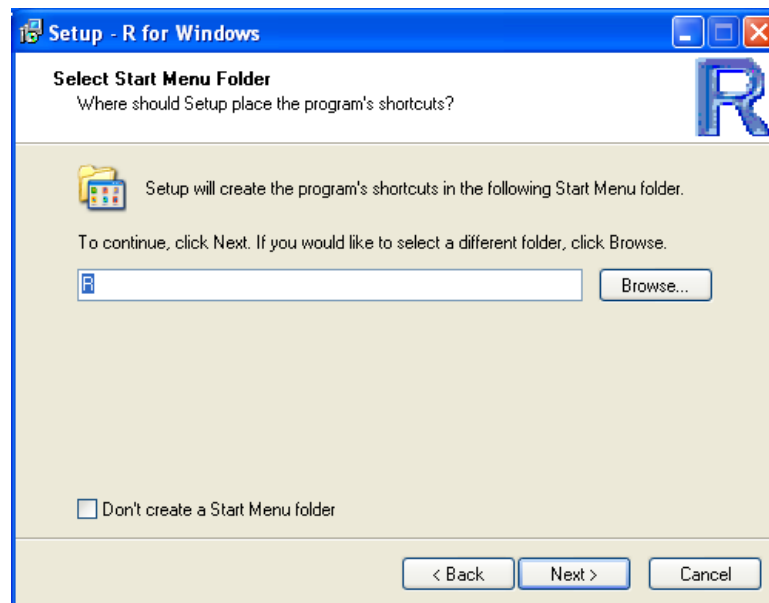 Setup - R for Windows
Select Start Menu Folder
Where should Setup place the program's shortcuts?
R
Setup will create the program's shortcuts in the following Start Menu folder.
To continue, click Next. If you would like to select a different folder, click Browse.
R
Browse...
Don't create a Start Menu folder
< Back
Next >
Cancel